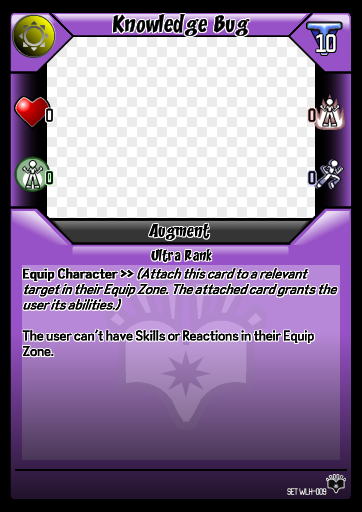 Knowledge Bug
10
0
0
0
0
Augment
Ultra Rank
Equip Character >> (Attach this card to a relevant
target in their Equip Zone. The attached card grants the
user its abilities.)
The user can't have Skills or Reactions in their Equip
Zone.
SET WLH-009